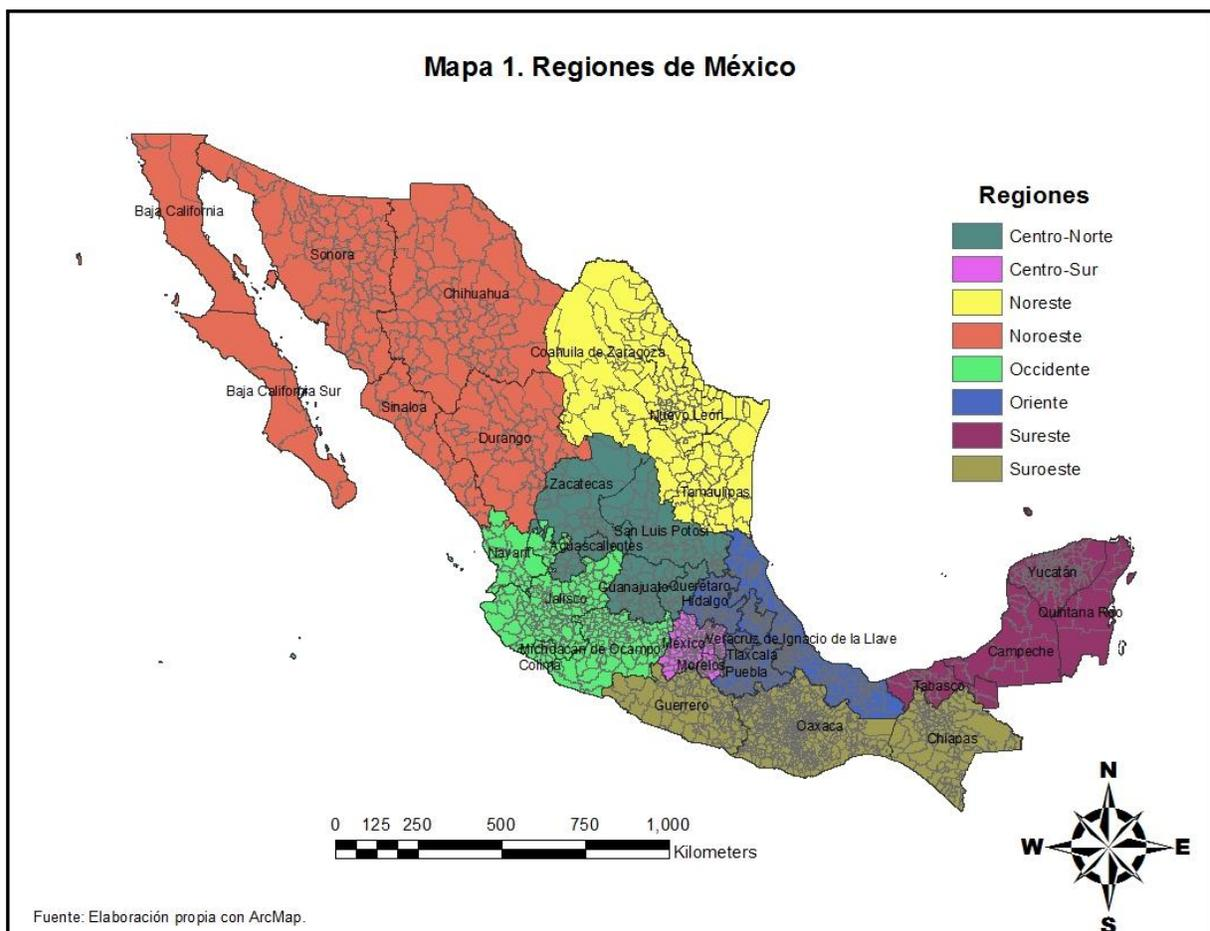 Mapa 1. Regiones de México
Regiones
Centro-Norte
Centro-Sur
Noreste
Noroeste
Occidente
Oriente
Sureste
Suroeste
Baja California
Sonora
Chihuahua
Coahuila de Zaragoza
Baja California Sur
Sinaloa
Nuevo León
Durango
Zacatecas
Tamaulipas
San Luis Potosí
Aguascalientes
Nayarit
Guanajuato
Querétaro
Hidalgo
Jalisco
Yucatán
Quintana Roo
México
Veracruz de Ignacio de la Llave
Michoacán de Ocampo
Tlaxcala
Campeche
Colima
Morelos
Puebla
Tabasco
Guerrero
Oaxaca
Chiapas
N
W
E
S
0 125 250 500 750 1,000
Kilometers
Fuente: Elaboración propia con ArcMap.